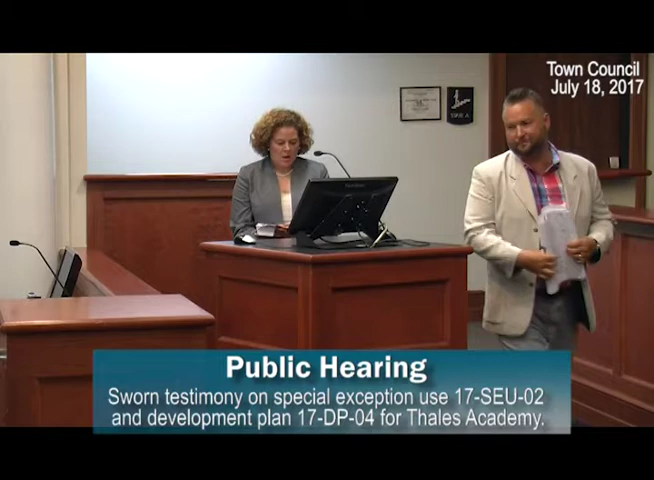 Town Council
July 18, 2017
Public Hearing
Sworn testimony on special exception use 17-SEU-02
and development plan 17-DP-04 for Thales Academy.